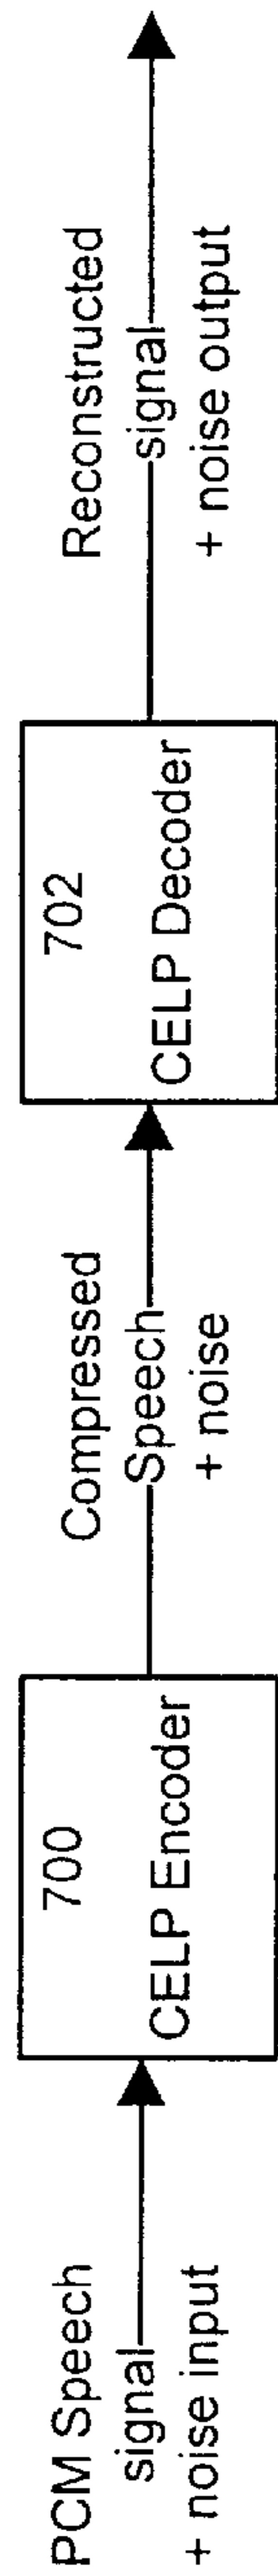 PCM Speech
signal
+ noise input
700
CELP Encoder
Compressed
Speech
+ noise
702
CELP Decoder
Reconstructed
signal
+ noise output